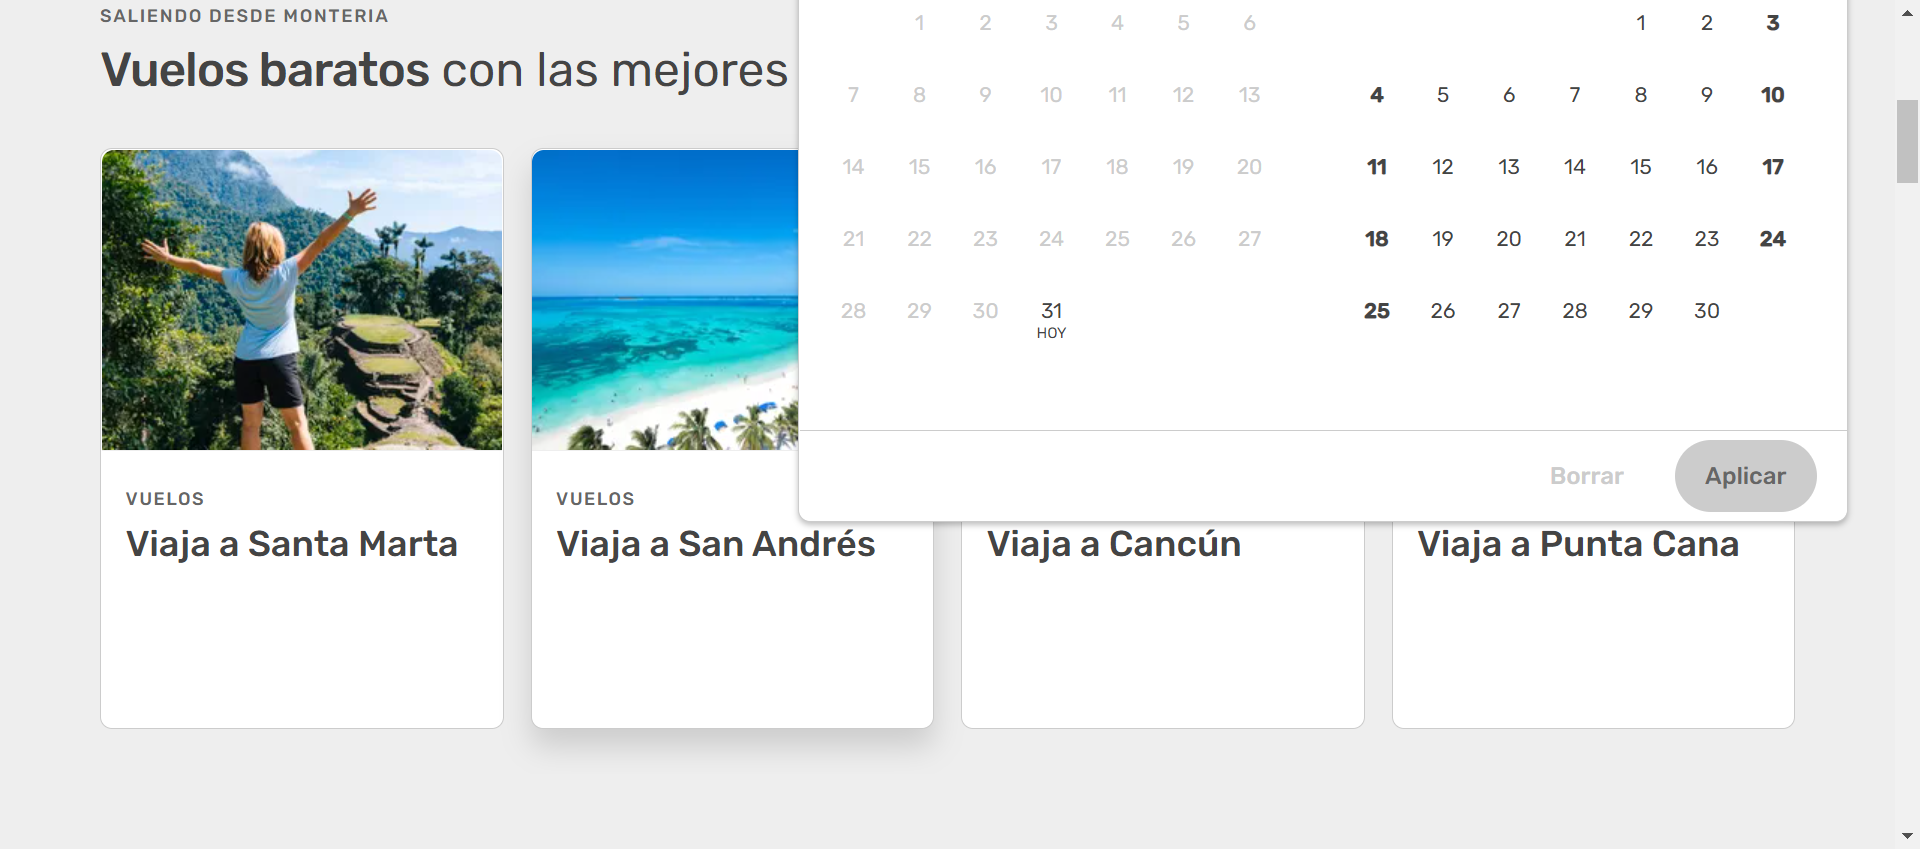 SALIENDO DESDE MONTERIA
Vuelos baratos con las mejores
1 2 3 4 5 6
7 8 9 10 11 12 13
14 15 16 17 18 19 20
21 22 23 24 25 26 27
28 29 30 31
HOY
1 2 3
4 5 6 7 8 9 10
11 12 13 14 15 16 17
18 19 20 21 22 23 24
25 26 27 28 29 30
Borrar Aplicar
VUELOS
Viaja a Santa Marta
VUELOS
Viaja a San Andrés
Viaja a Cancún
Viaja a Punta Cana